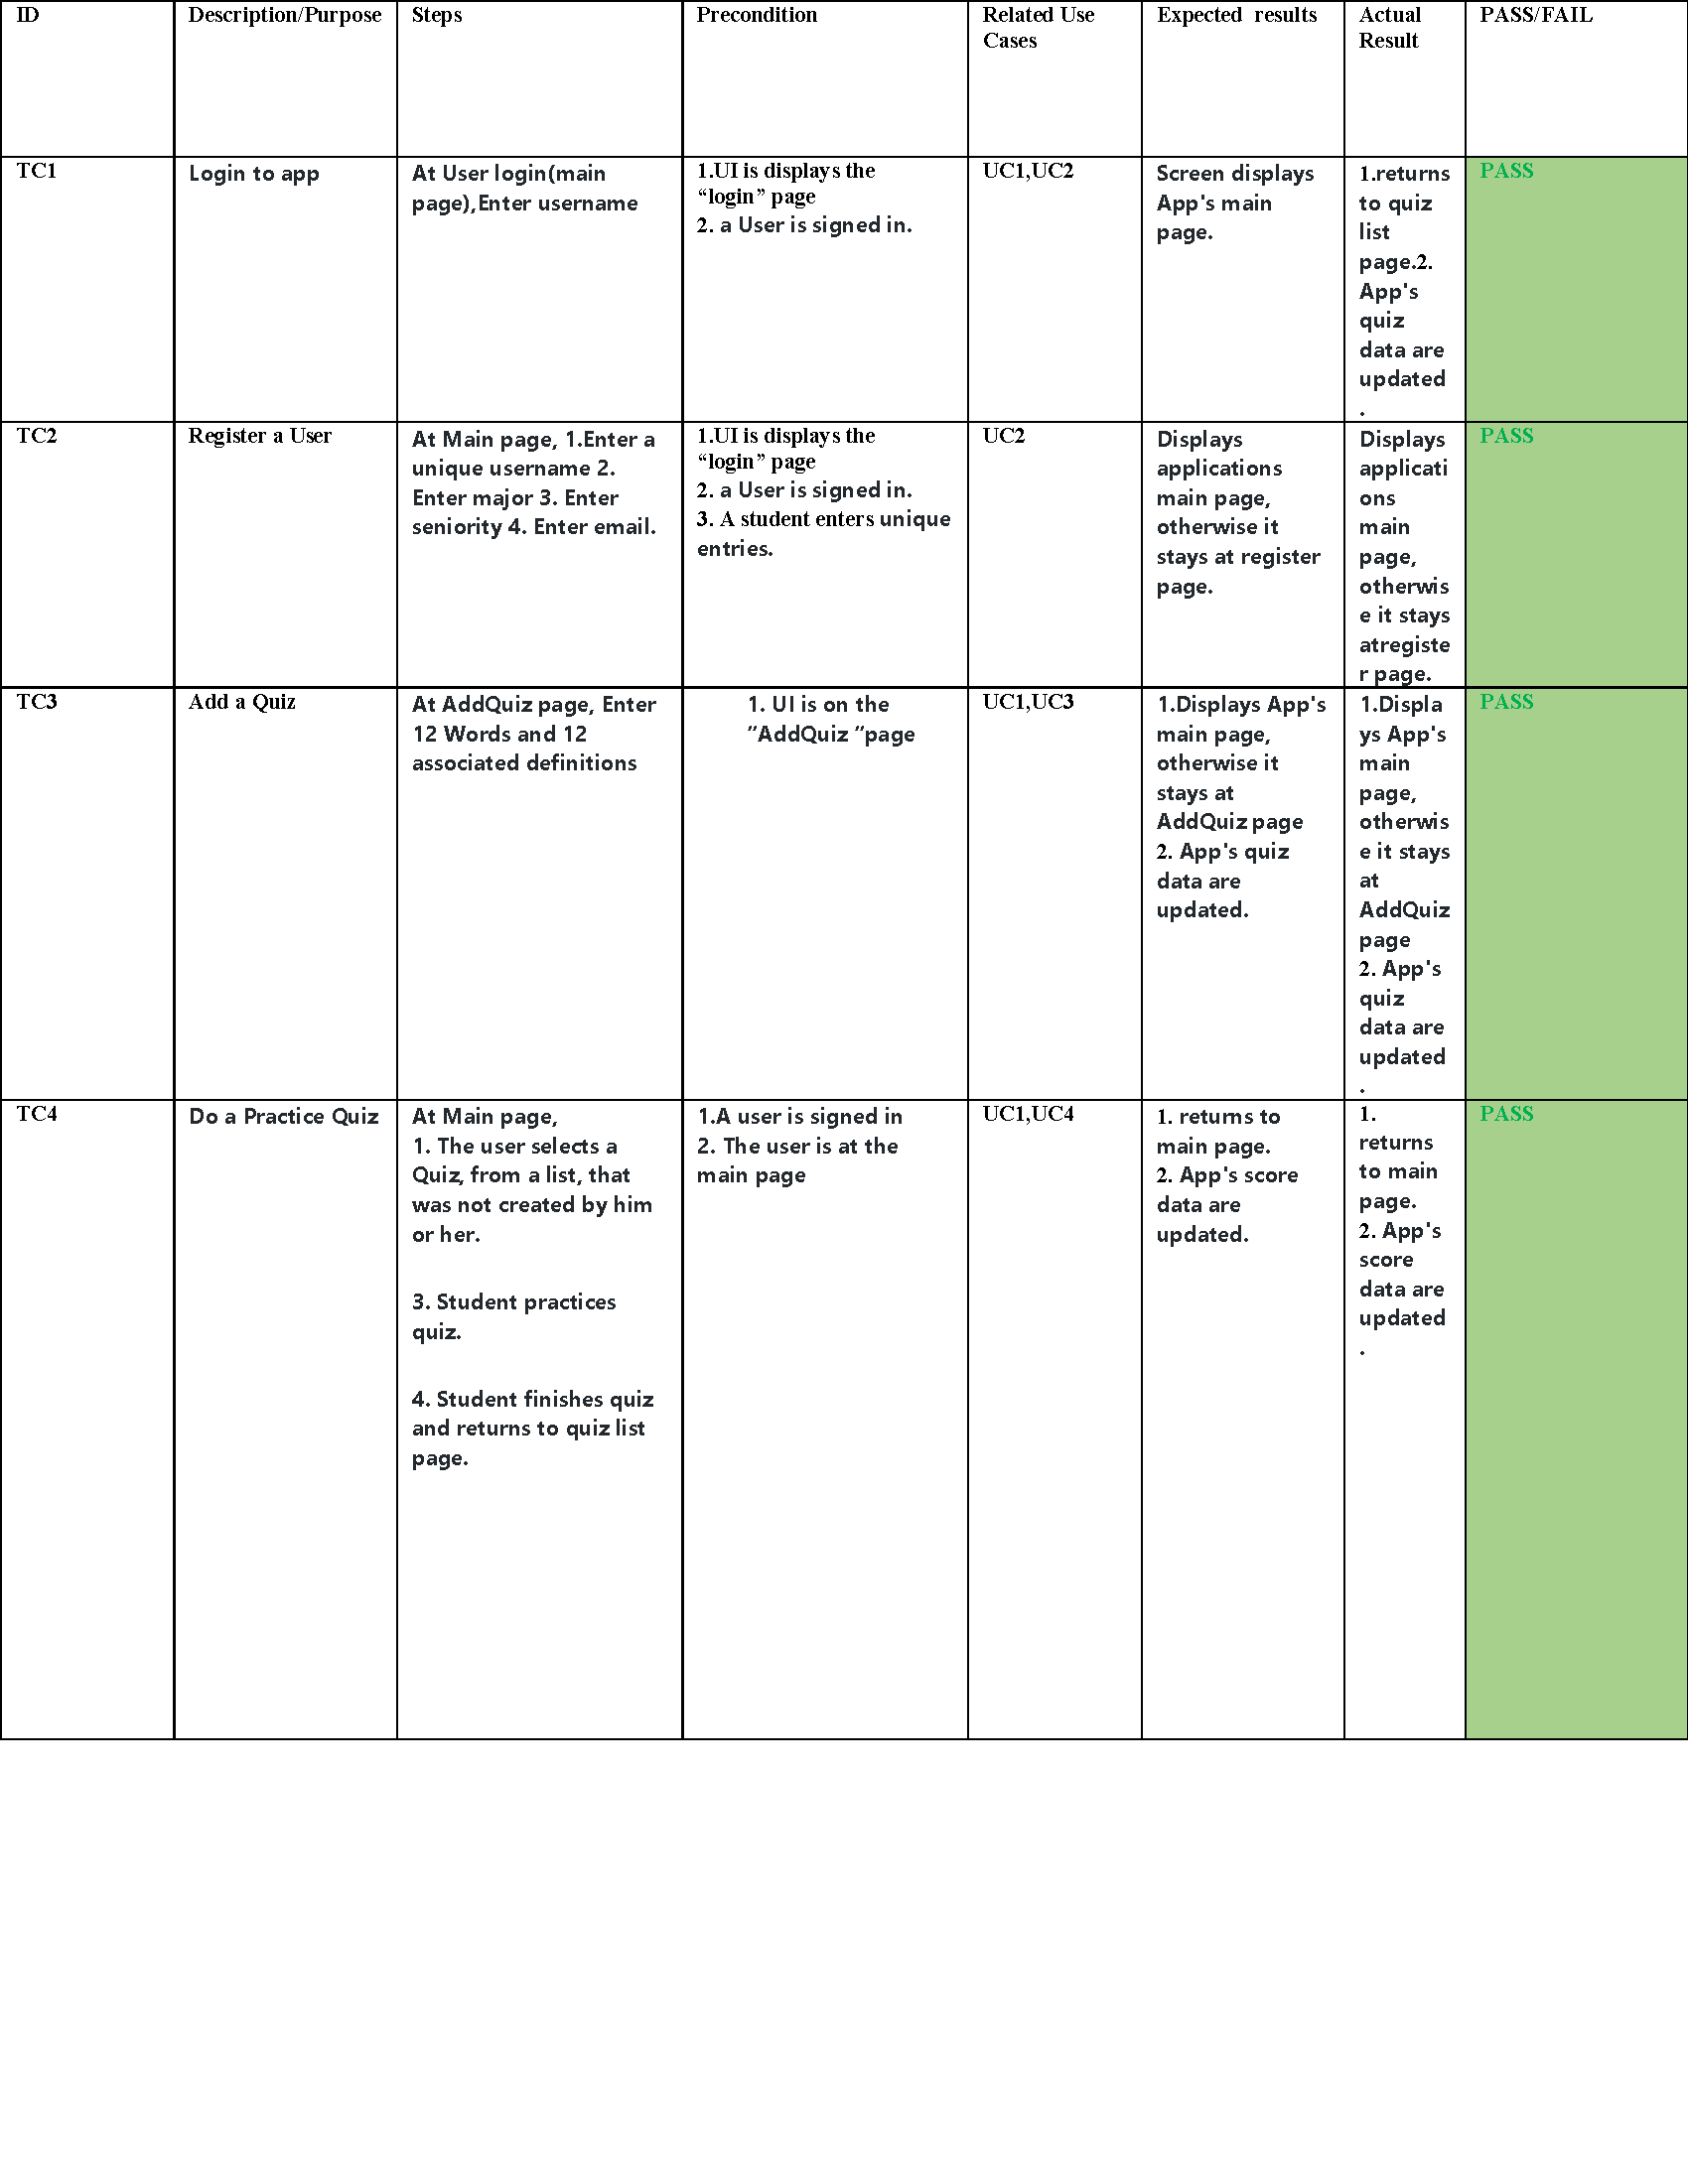 ID
Description/Purpose
Steps
Precondition
Related Use
Cases
Expected  results
Actual
Result
PASS/FAIL
TC1
Login to app
At User login(main
page),Enter username
1.UI is displays the
“login” page
2. a User is signed in.
UC1,UC2
Screen displays
App's main
page.
1.returns
to quiz
list
page.2.
App's
quiz
data are
updated
.
PASS
TC2
Register a User
At Main page, 1.Enter a
unique username 2.
Enter major 3. Enter
seniority 4. Enter email.
1.UI is displays the
“login” page
2. a User is signed in.
3. A student enters unique
entries.
UC2
Displays
applications
main page,
otherwise it
stays at register
page.
Displays
applicati
ons
main
page,
otherwis
e it stays
atregiste
r page.
PASS
TC3
Add a Quiz
At AddQuiz page, Enter
12 Words and 12
associated definitions
1. UI is on the
“AddQuiz “page
UC1,UC3
1.Displays App's
main page,
otherwise it
stays at
AddQuiz page
2. App's quiz
data are
updated.
1.Displa
ys App's
main
page,
otherwis
e it stays
at
AddQuiz
page
2. App's
quiz
data are
updated
.
PASS
TC4
Do a Practice Quiz
At Main page,
1. The user selects a
Quiz, from a list, that
was not created by him
or her.
3. Student practices
quiz.
4. Student finishes quiz
and returns to quiz list
page.
1.A user is signed in
2. The user is at the
main page
UC1,UC4
1. returns to
main page.
2. App's score
data are
updated.
1.
returns
to main
page.
2. App's
score
data are
updated
.
PASS